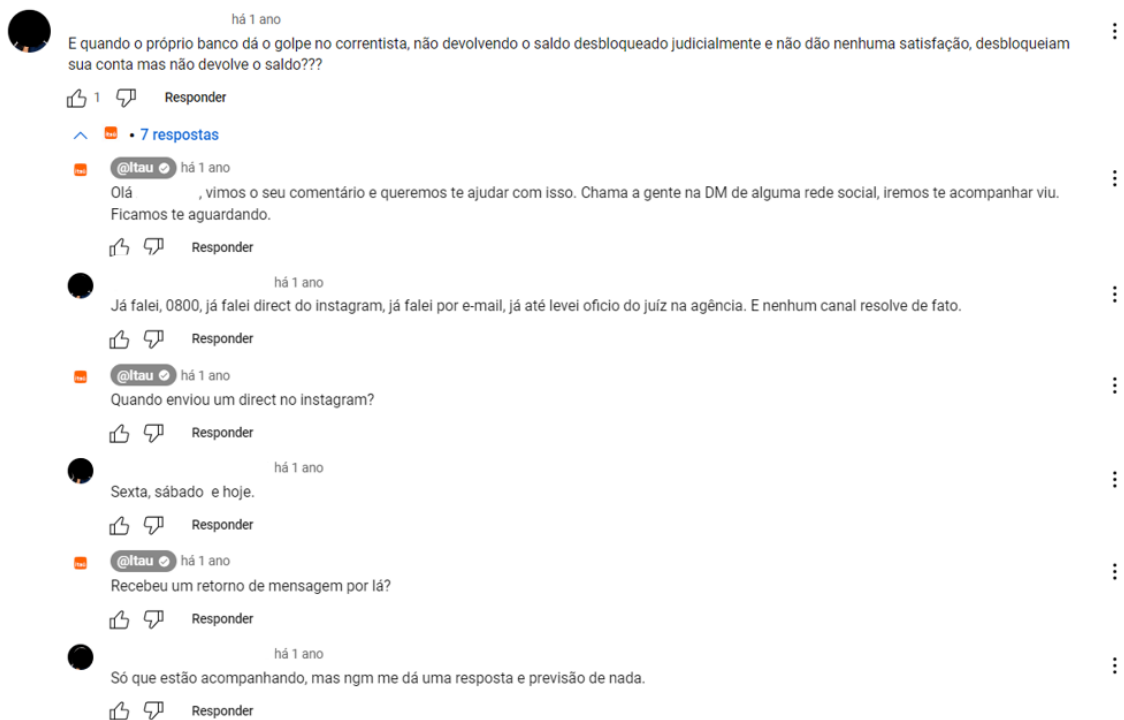 há 1 ano
E quando o próprio banco dá o golpe no correntista, não devolvendo o saldo desbloqueado judicialmente e não dão nenhuma satisfação, desbloqueiam
sua conta mas não devolve o saldo???
1 Responder
• 7 respostas
@Itau há 1 ano
Olá , vimos o seu comentário e queremos te ajudar com isso. Chama a gente na DM de alguma rede social, iremos te acompanhar viu.
Ficamos te aguardando.
Responder
há 1 ano
Já falei, 0800, já falei direct do instagram, já falei por e-mail, já até levei oficio do juíz na agência. E nenhum canal resolve de fato.
Responder
@Itau há 1 ano
Quando enviou um direct no instagram?
Responder
há 1 ano
Sexta, sábado e hoje.
Responder
@Itau há 1 ano
Recebeu um retorno de mensagem por lá?
Responder
há 1 ano
Só que estão acompanhando, mas ngm me dá uma resposta e previsão de nada.
Responder